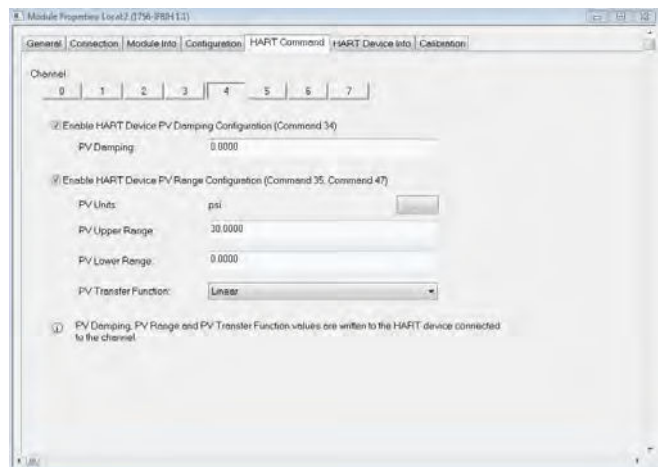 Module Properties Local:2 (1756-IF8IH 1.1)
General Connection Module Info Configuration HART Command HART Device Info Calibration
Channel
0 1 2 3 4 5 6 7
Enable HART Device PV Damping Configuration (Command 34)
PV Damping: 0.0000
Enable HART Device PV Range Configuration (Command 35, Command 47)
PV Units psi
PV Upper Range 30.0000
PV Lower Range: 0.0000
PV Transfer Function: Linear
PV Damping, PV Range and PV Transfer Function values are written to the HART device connected
to the channel.